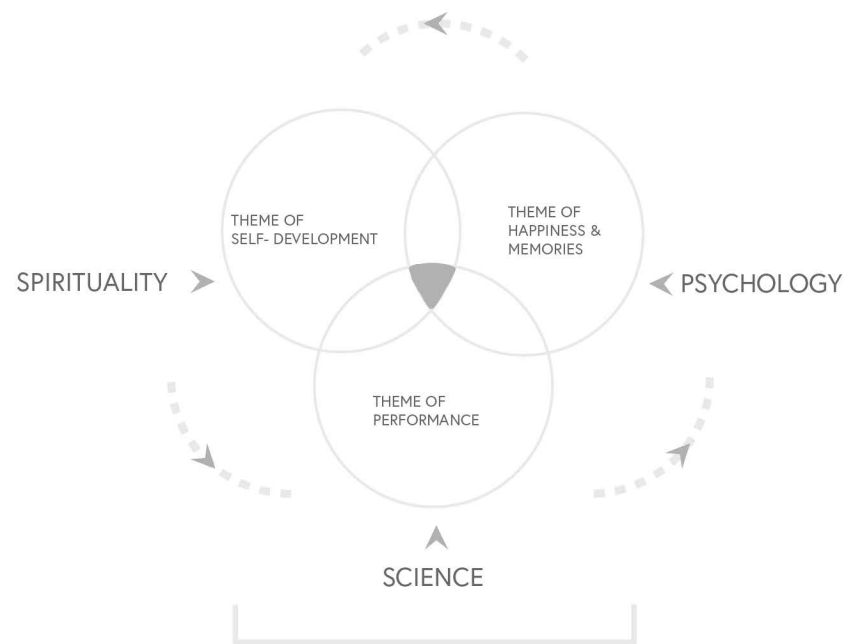 THEME OF
SELF- DEVELOPMENT
THEME OF
HAPPINESS &
MEMORIES
SPIRITUALITY
PSYCHOLOGY
THEME OF
PERFORMANCE
SCIENCE